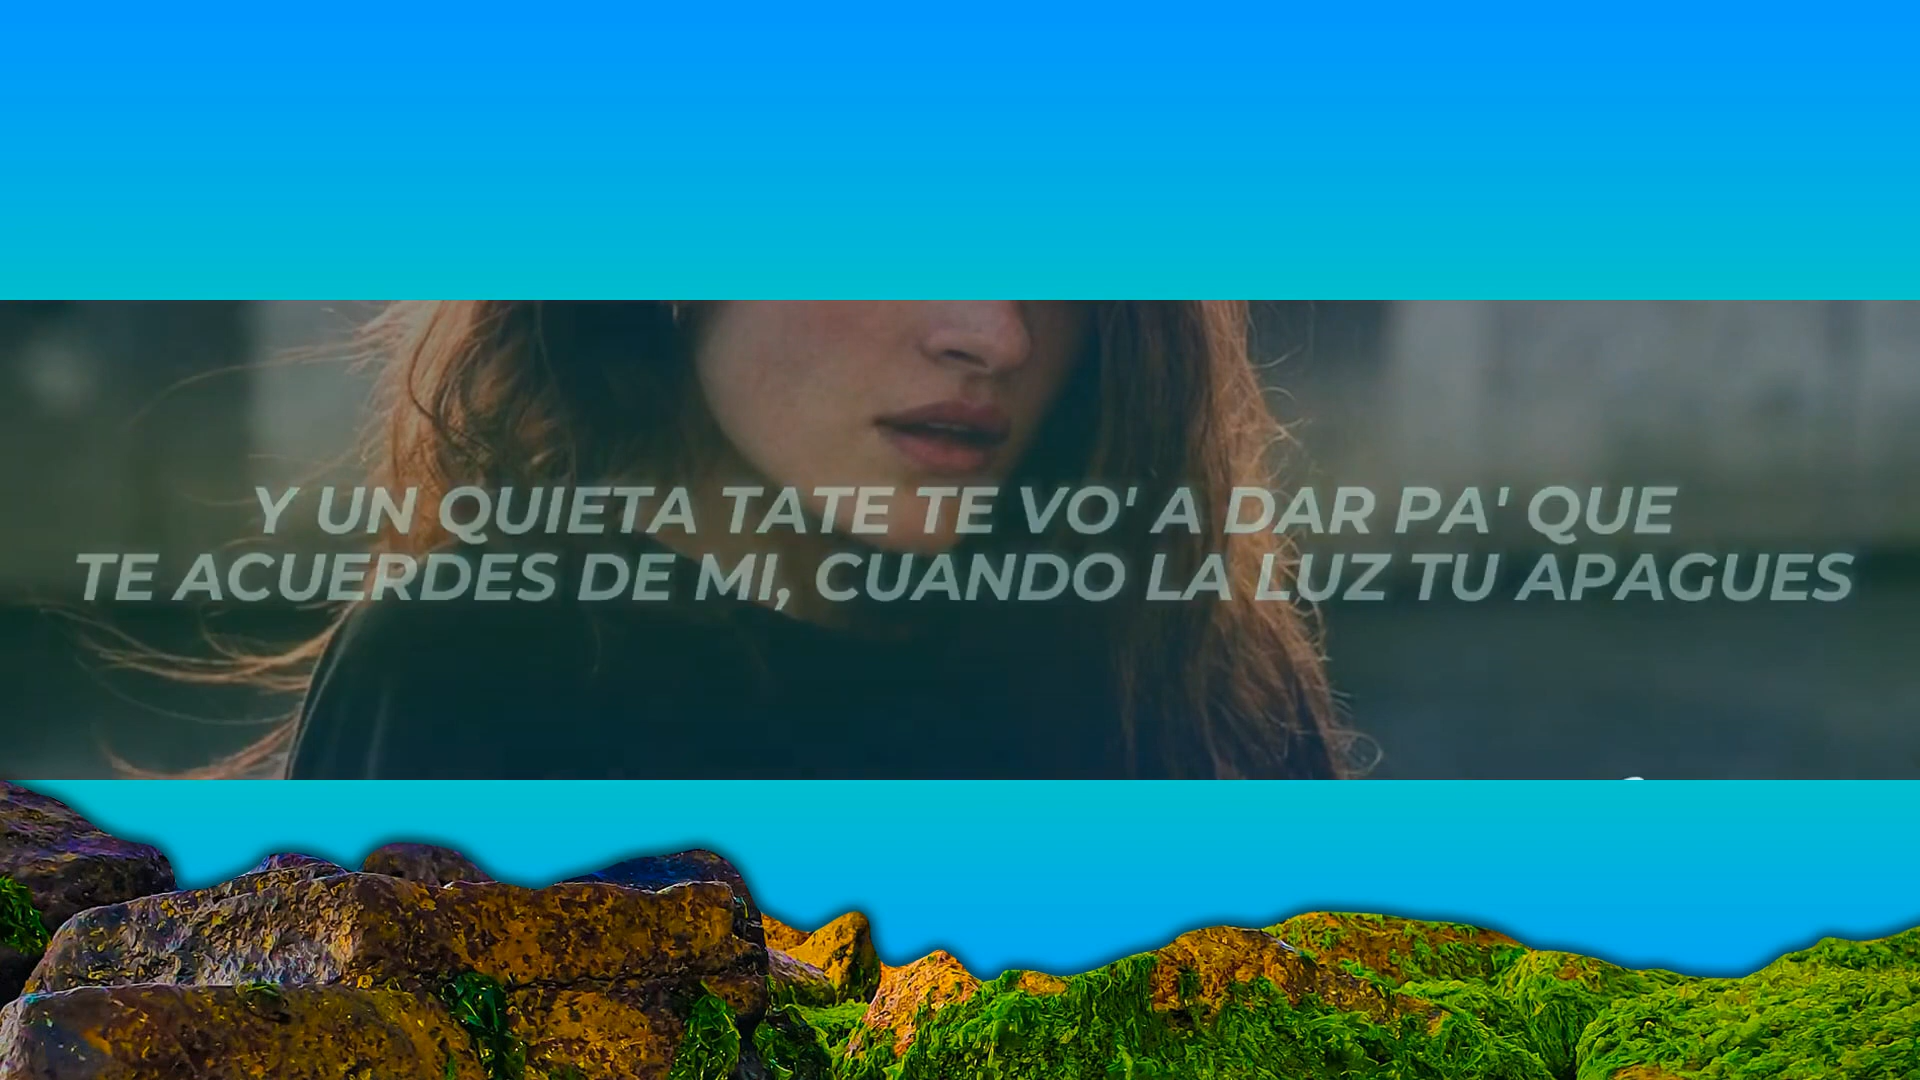 Y UN QUIETA TATE TE VO' A DAR PA' QUE
TE ACUERDES DE MI, CUANDO LA LUZ TU APAGUES